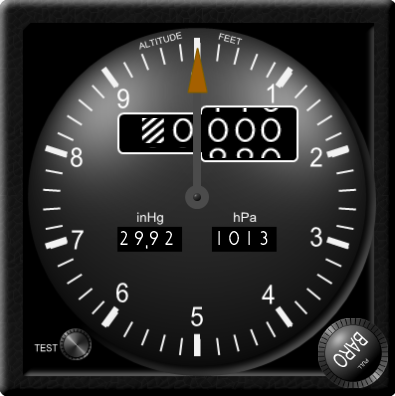 ALTITUDE FEET
9 1
0 000
8 2
inHg hPa
29.92 1013
7 3
6 4
5
TEST
BARO
PULL